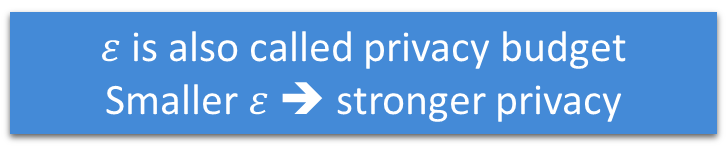 ε is also called privacy budget
Smaller ε ➔ stronger privacy